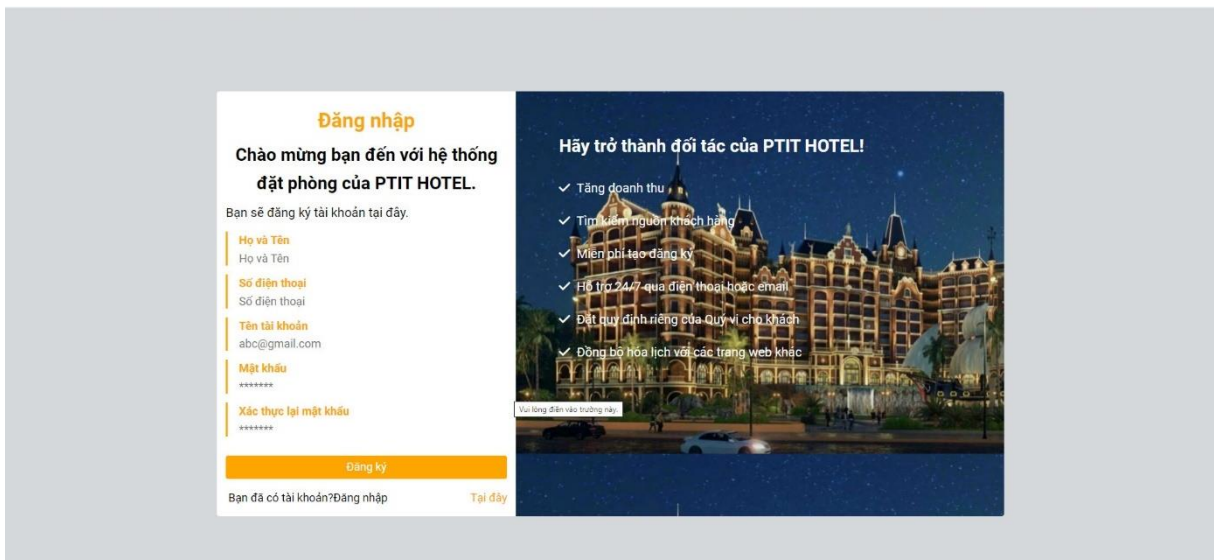 Đăng nhập
Chào mừng bạn đến với hệ thống
đặt phòng của PTIT HOTEL.
Bạn sẽ đăng ký tài khoản tại đây.
Họ và Tên
Họ và Tên
Số điện thoại
Số điện thoại
Tên tài khoản
abc@gmail.com
Mật khẩu
*******
Xác thực lại mật khẩu
*******
Đăng ký
Bạn đã có tài khoản?Đăng nhập Tại đây
Hãy trở thành đối tác của PTIT HOTEL!
Tăng doanh thu
Tìm kiếm nguồn khách hàng
Miên phí tạo đăng ký
Hỗ trợ 24/7 qua điện thoại hoặc email
Đặt quy định riêng của Quý vị cho khách
Đồng bộ hóa lịch với các trang web khác
Vui lòng điền vào trường này.